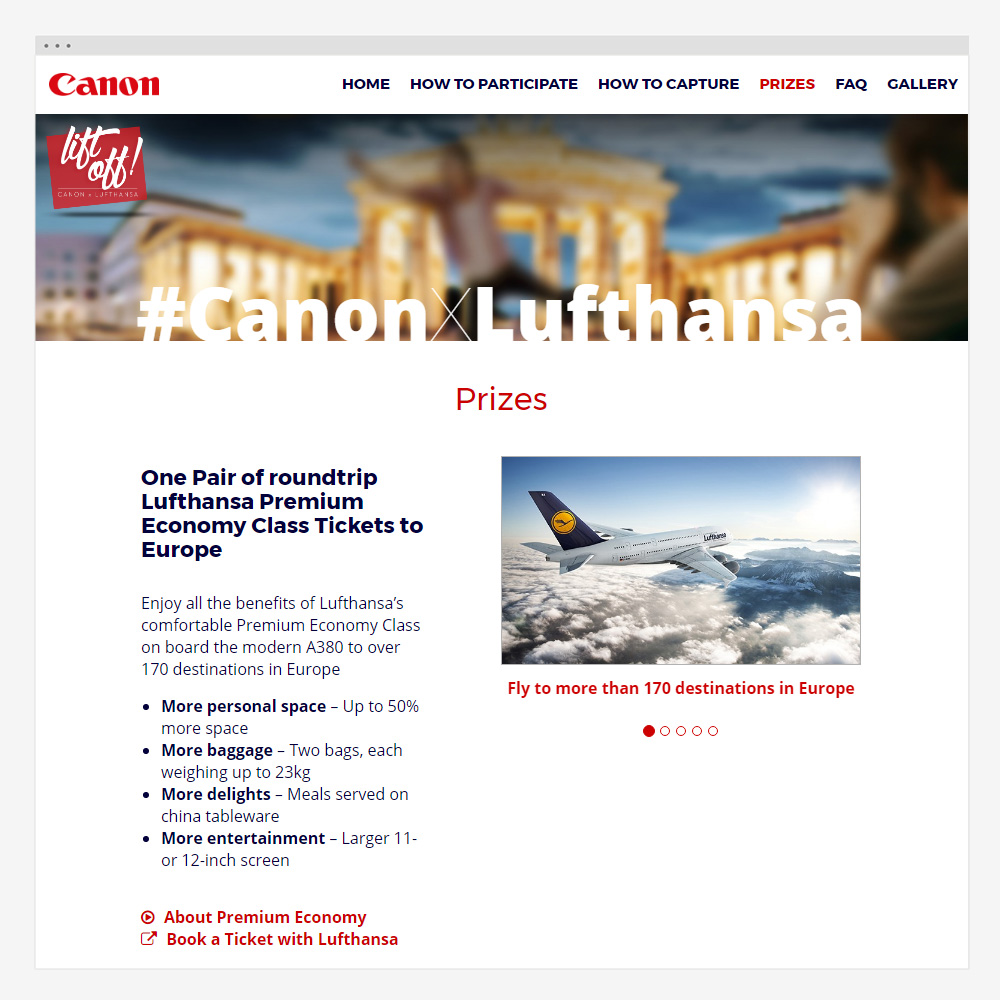 Canon
HOME HOW TO PARTICIPATE HOW TO CAPTURE PRIZES FAQ GALLERY
lift
off!
CANON x LUFTHANSA
#CanonXLufthansa
Prizes
One Pair of roundtrip
Lufthansa Premium
Economy Class Tickets to
Europe
Enjoy all the benefits of Lufthansa’s
comfortable Premium Economy Class
on board the modern A380 to over
170 destinations in Europe
• More personal space – Up to 50%
more space
• More baggage – Two bags, each
weighing up to 23kg
• More delights – Meals served on
china tableware
• More entertainment – Larger 11-
or 12-inch screen
About Premium Economy
Book a Ticket with Lufthansa
Lufthansa
Fly to more than 170 destinations in Europe